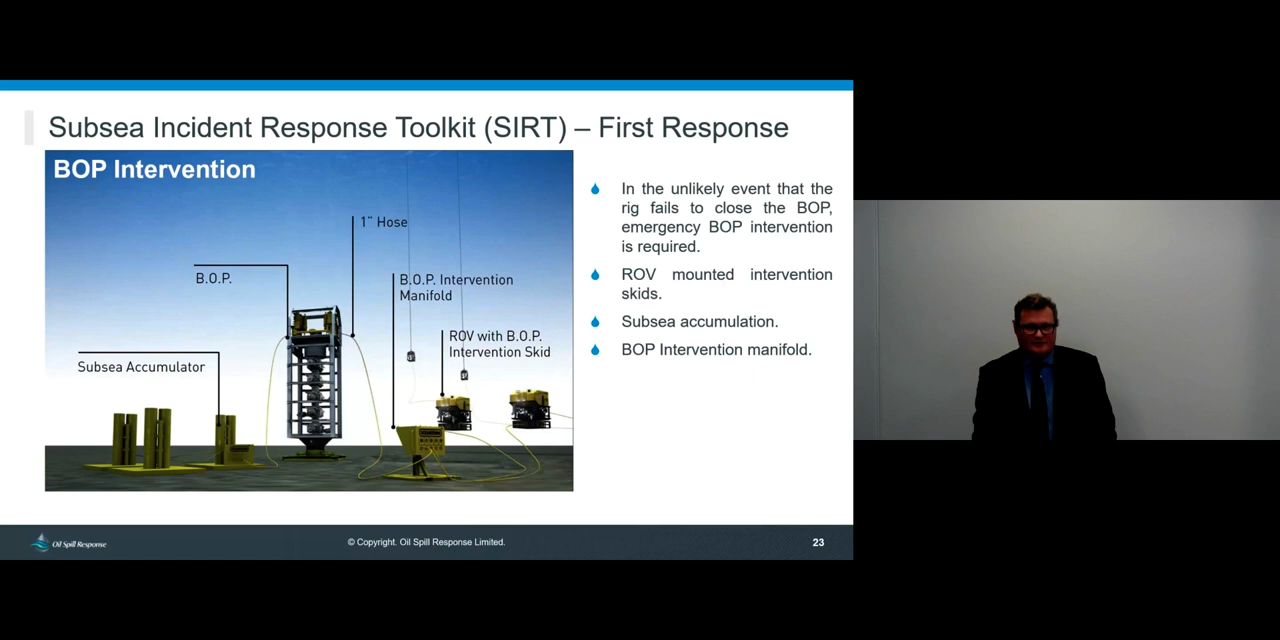 Subsea Incident Response Toolkit (SIRT) – First Response
BOP Intervention
1" Hose
B.O.P.
B.O.P. Intervention
Manifold
ROV with B.O.P.
Intervention Skid
Subsea Accumulator
In the unlikely event that the
rig fails to close the BOP,
emergency BOP intervention
is required.
ROV mounted intervention
skids.
Subsea accumulation.
BOP Intervention manifold.
Oil Spill Response
© Copyright. Oil Spill Response Limited.
23